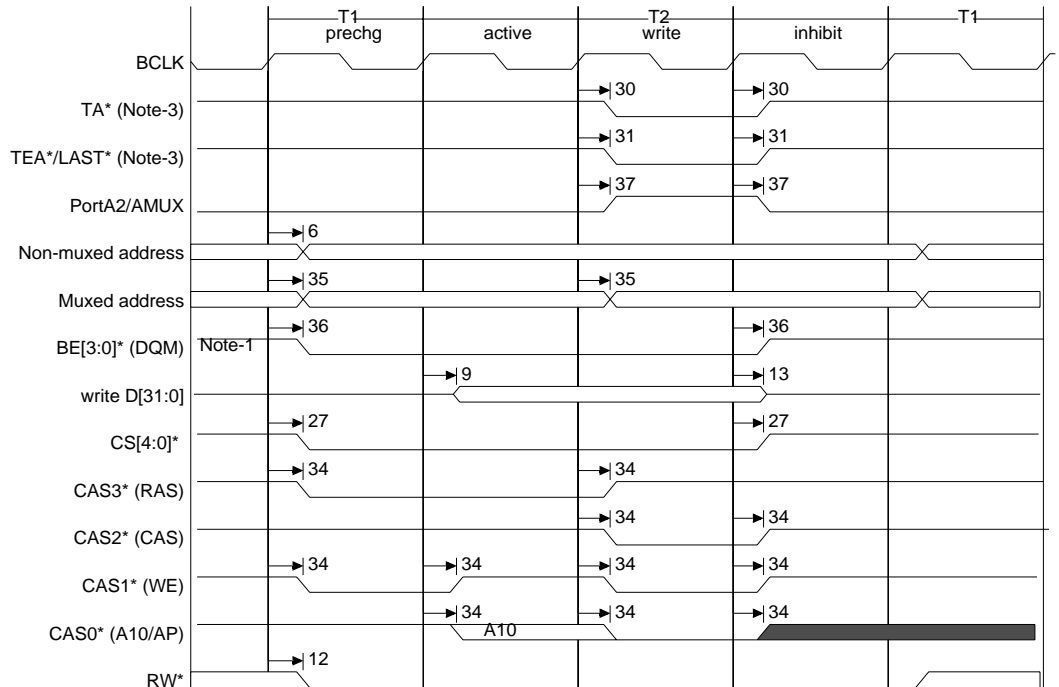 T1 T2 T1
prechg active write inhibit
BCLK
30 30
TA* (Note-3)
31 31
TEA*/LAST* (Note-3)
37 37
PortA2/AMUX
6
Non-muxed address
35 35
Muxed address
36 36
BE[3:0]* (DQM) Note-1
9 13
write D[31:0]
27 27
CS[4:0]*
34 34
CAS3* (RAS)
34 34
CAS2* (CAS)
34 34 34 34
CAS1* (WE)
34 34 34
CAS0* (A10/AP) A10
12
RW*